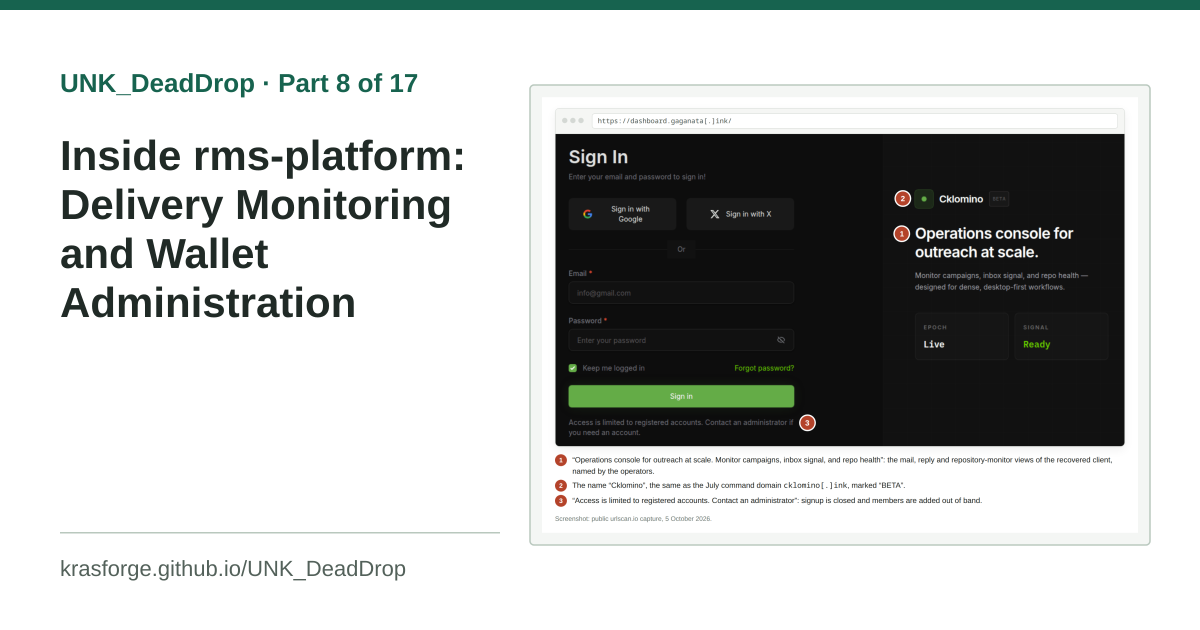 UNK_DeadDrop · Part 8 of 17
Inside rms-platform:
Delivery Monitoring
and Wallet
Administration
krasforge.github.io/UNK_DeadDrop
https://dashboard.gaganata[.]ink/
Sign In
Enter your email and password to sign in!
Sign in with
Google
Sign in with X
Or
Email *
info@gmail.com
Password *
Enter your password
Keep me logged in
Forgot password?
Sign in
Access is limited to registered accounts. Contact an administrator if
you need an account.
3
2
Cklomino
BETA
1
Operations console for
outreach at scale.
Monitor campaigns, inbox signal, and repo health —
designed for dense, desktop-first workflows.
EPOCH
Live
SIGNAL
Ready
1 “Operations console for outreach at scale. Monitor campaigns, inbox signal, and repo health”: the mail, reply and repository-monitor views of the recovered client,
named by the operators.
2 The name “Cklomino”, the same as the July command domain cklomino[.]ink, marked “BETA”.
3 “Access is limited to registered accounts. Contact an administrator”: signup is closed and members are added out of band.
Screenshot: public urlscan.io capture, 5 October 2026.